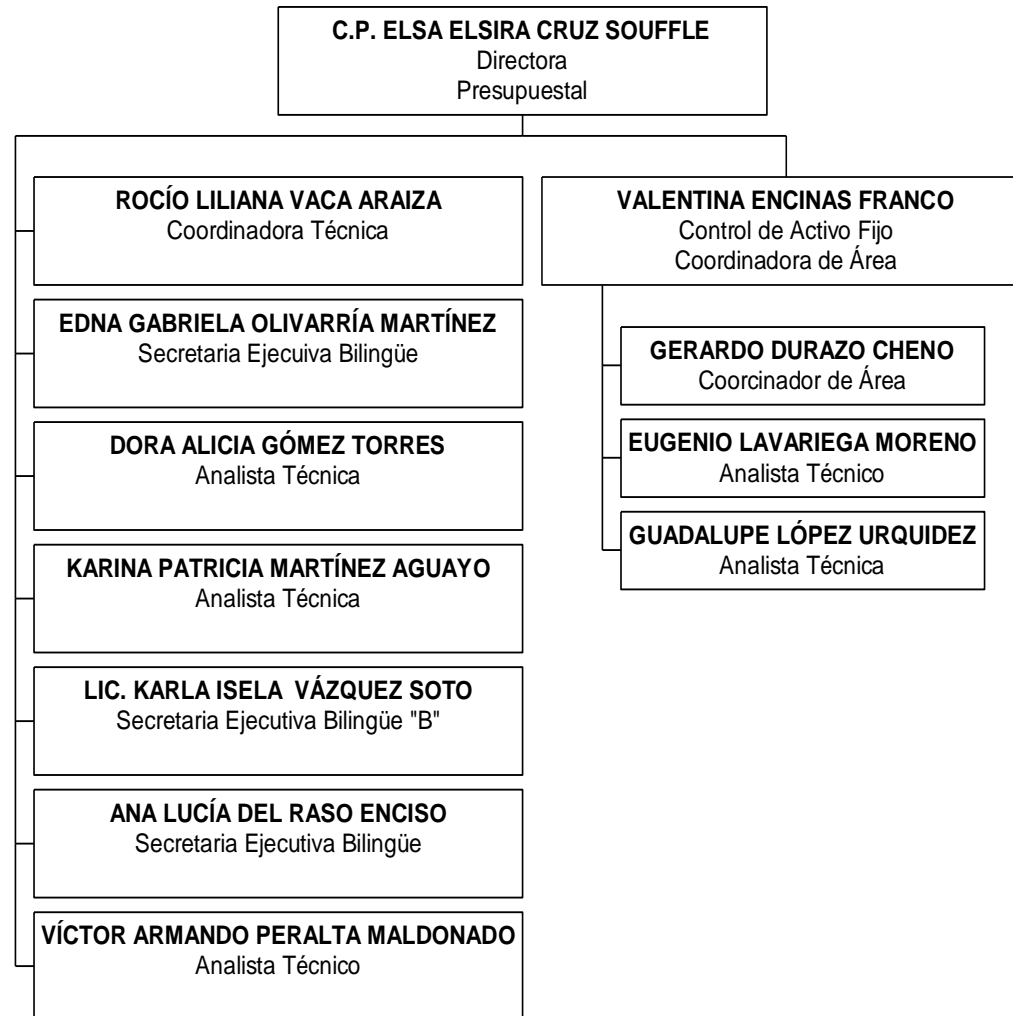 C.P. ELSA ELSIRA CRUZ SOUFFLE
Directora
Presupuestal
ROCÍO LILIANA VACA ARAIZA
Coordinadora Técnica
EDNA GABRIELA OLIVARRÍA MARTÍNEZ
Secretaria Ejecuiva Bilingüe
DORA ALICIA GÓMEZ TORRES
Analista Técnica
KARINA PATRICIA MARTÍNEZ AGUAYO
Analista Técnica
LIC. KARLA ISELA  VÁZQUEZ SOTO
Secretaria Ejecutiva Bilingüe "B"
ANA LUCÍA DEL RASO ENCISO
Secretaria Ejecutiva Bilingüe
VÍCTOR ARMANDO PERALTA MALDONADO
Analista Técnico
VALENTINA ENCINAS FRANCO
Control de Activo Fijo
Coordinadora de Área
GERARDO DURAZO CHENO
Coorcinador de Área
EUGENIO LAVARIEGA MORENO
Analista Técnico
GUADALUPE LÓPEZ URQUIDEZ
Analista Técnica